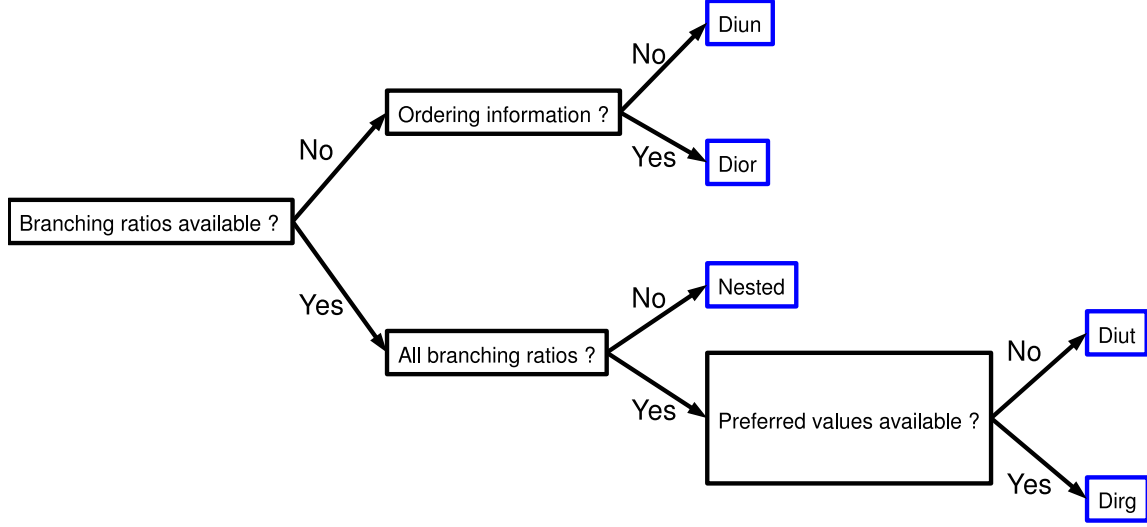 Diun
No
Ordering information ?
No
Yes
Dior
Branching ratios available ?
Yes
No
Nested
All branching ratios ?
Yes
No
Diut
Preferred values available ?
Yes
Dirg